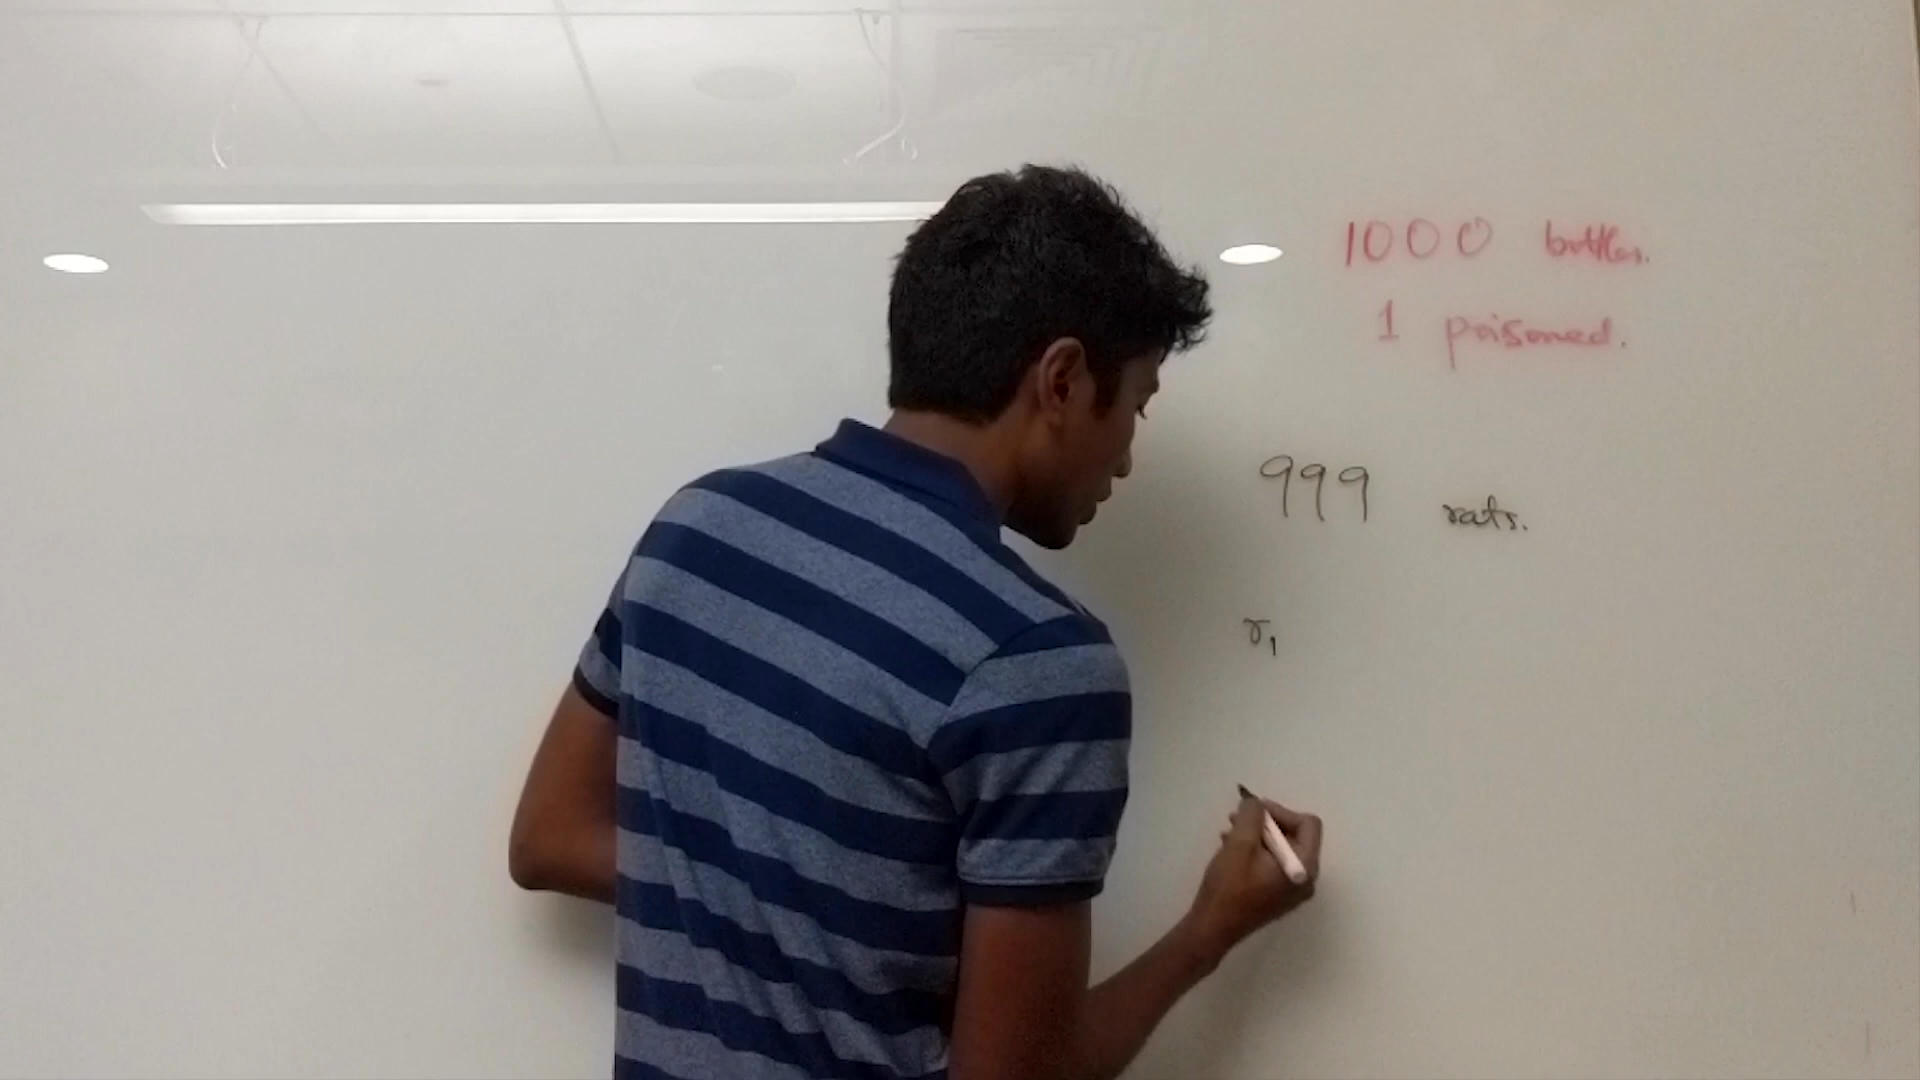 1000 bottles.
1 poisoned.
999 rats.
r₁